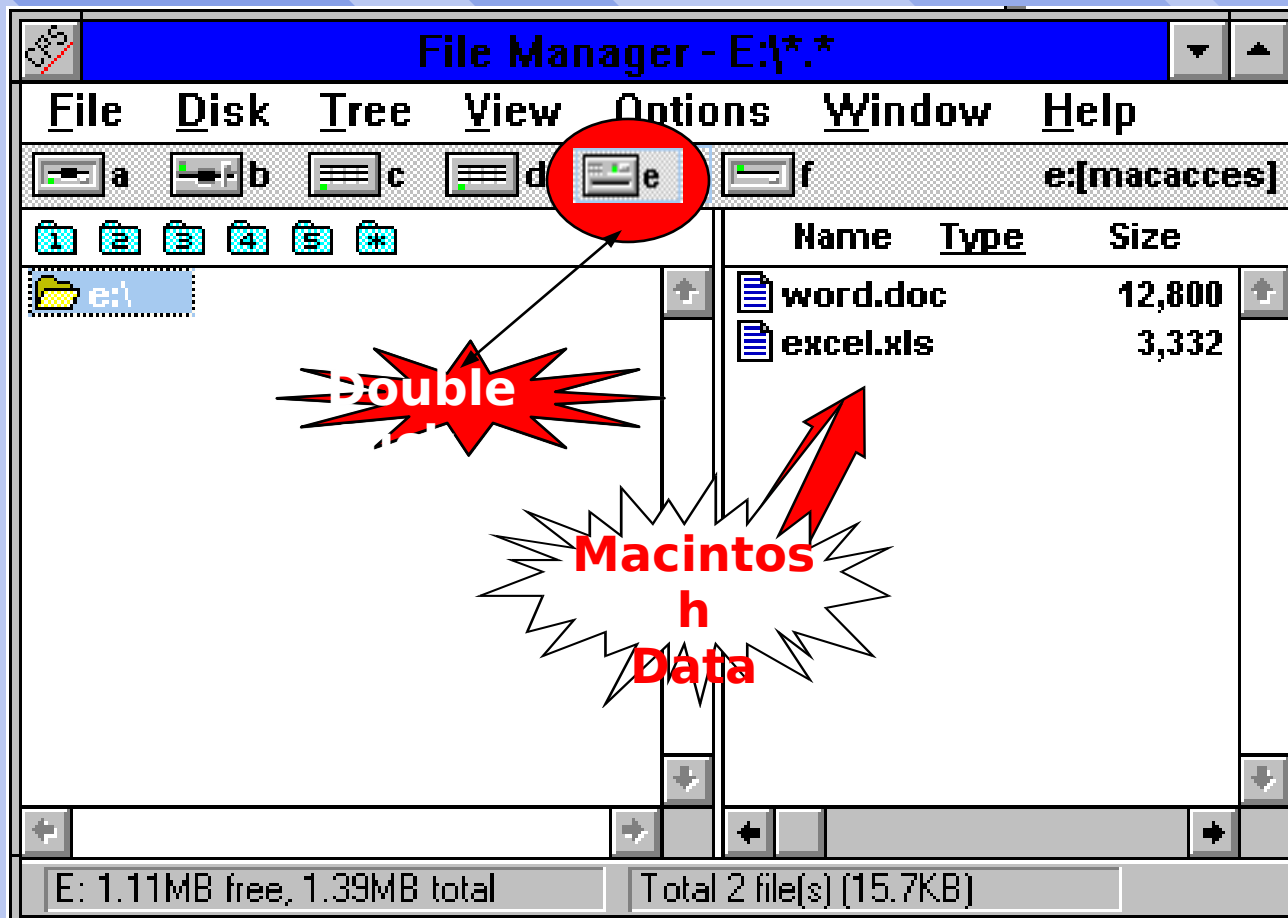 File Manager - E:\*.*
File Disk Tree View Options Window Help
a b c d e f e:[macacces]
1 2 3 4 5 * Name Type Size
e:\ word.doc 12,800
excel.xls 3,332
Double
Macintos
h
Data
E: 1.11MB free, 1.39MB total Total 2 file(s) (15.7KB)